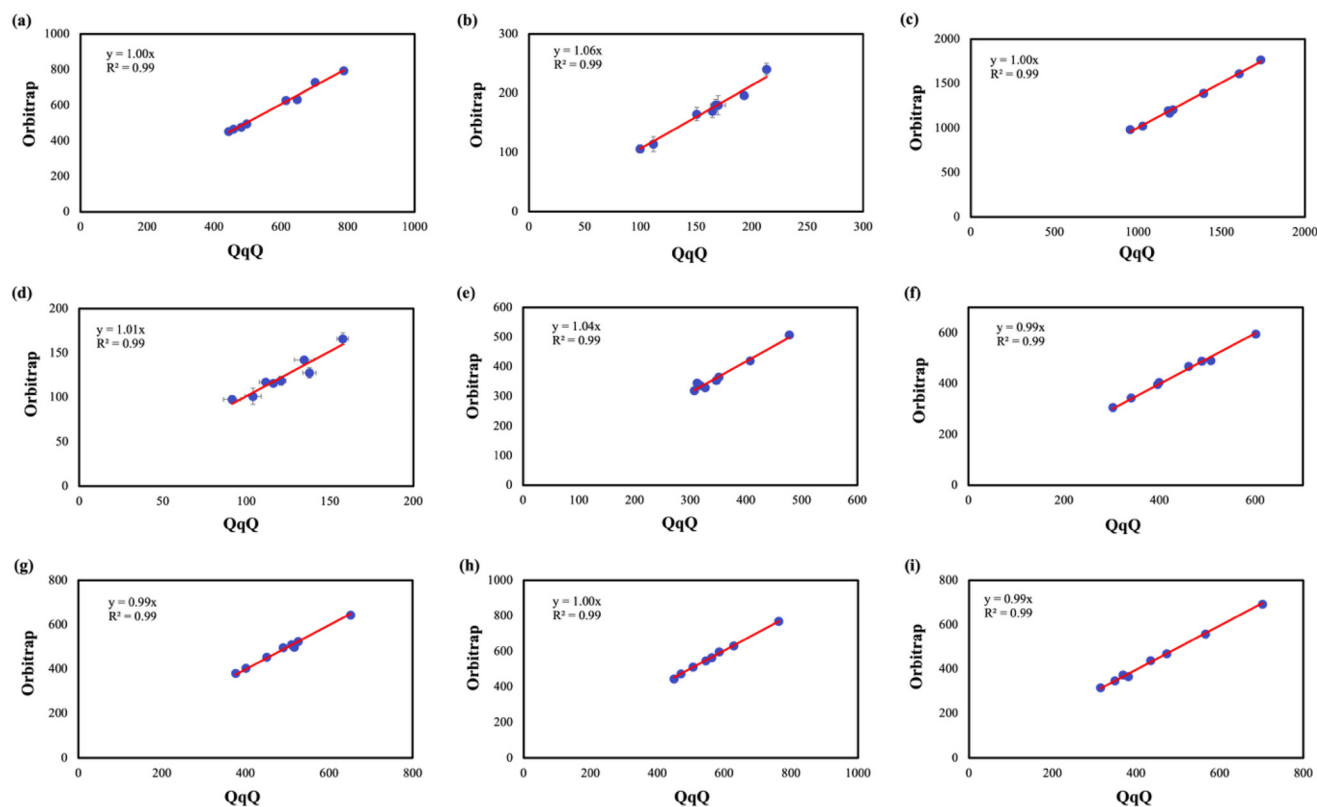 (a)
1000
800
600
400
200
0
Orbitrap
y = 1.00x
R² = 0.99
0 200 400 600 800 1000
QqQ
(b)
300
200
100
0
Orbitrap
y = 1.06x
R² = 0.99
0 50 100 150 200 250 300
QqQ
(c)
2000
1500
1000
500
0
Orbitrap
y = 1.00x
R² = 0.99
0 500 1000 1500 2000
QqQ
(d)
200
150
100
50
0
Orbitrap
y = 1.01x
R² = 0.99
0 50 100 150 200
QqQ
(e)
600
500
400
300
200
100
0
Orbitrap
y = 1.04x
R² = 0.99
0 100 200 300 400 500 600
QqQ
(f)
600
400
200
0
Orbitrap
y = 0.99x
R² = 0.99
0 200 400 600
QqQ
(g)
800
600
400
200
0
Orbitrap
y = 0.99x
R² = 0.99
0 200 400 600 800
QqQ
(h)
1000
800
600
400
200
0
Orbitrap
y = 1.00x
R² = 0.99
0 200 400 600 800 1000
QqQ
(i)
800
600
400
200
0
Orbitrap
y = 0.99x
R² = 0.99
0 200 400 600 800
QqQ